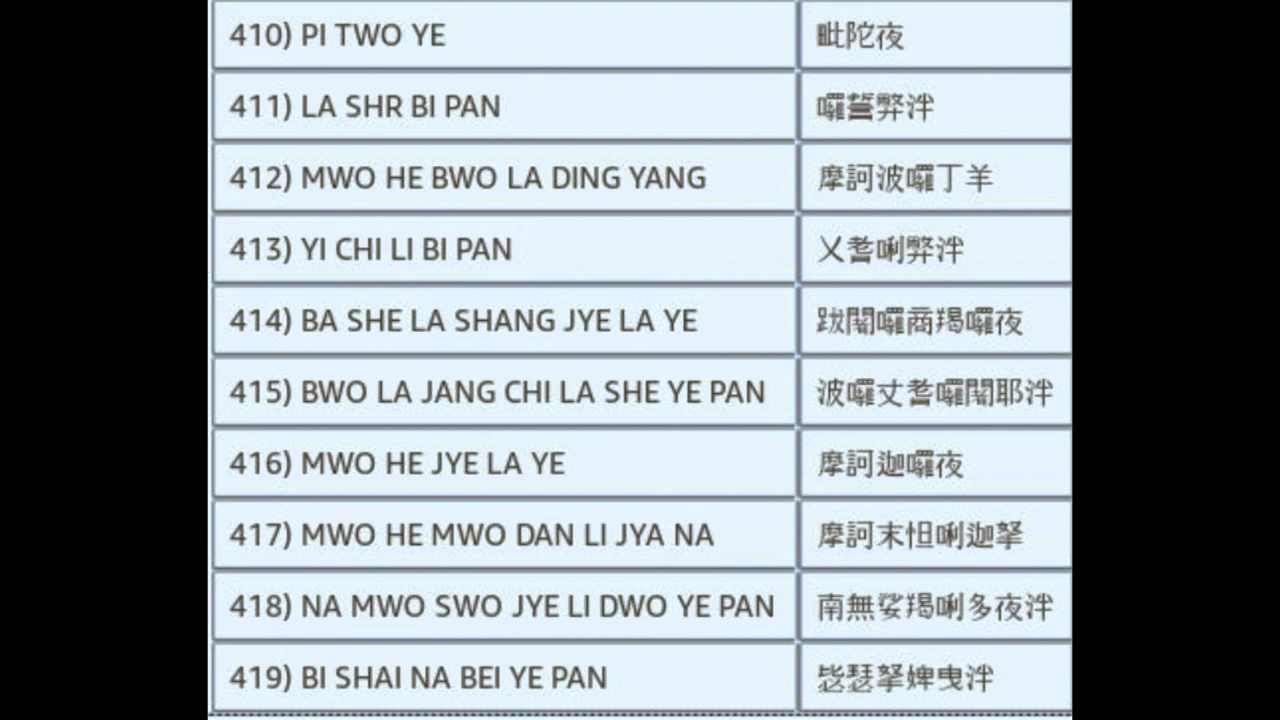 410) PI TWO YE 毗陀夜
411) LA SHR BI PAN 囉誓弊泮
412) MWO HE BWO LA DING YANG 摩訶波囉丁羊
413) YI CHI LI BI PAN 乂耆唎弊泮
414) BA SHE LA SHANG JYE LA YE 跋闍囉商羯囉夜
415) BWO LA JANG CHI LA SHE YE PAN 波囉丈耆囉闍耶泮
416) MWO HE JYE LA YE 摩訶迦囉夜
417) MWO HE MWO DAN LI JYA NA 摩訶末怛唎迦拏
418) NA MWO SWO JYE LI DWO YE PAN 南無娑羯唎多夜泮
419) BI SHAI NA BEI YE PAN 毖瑟拏婢曳泮